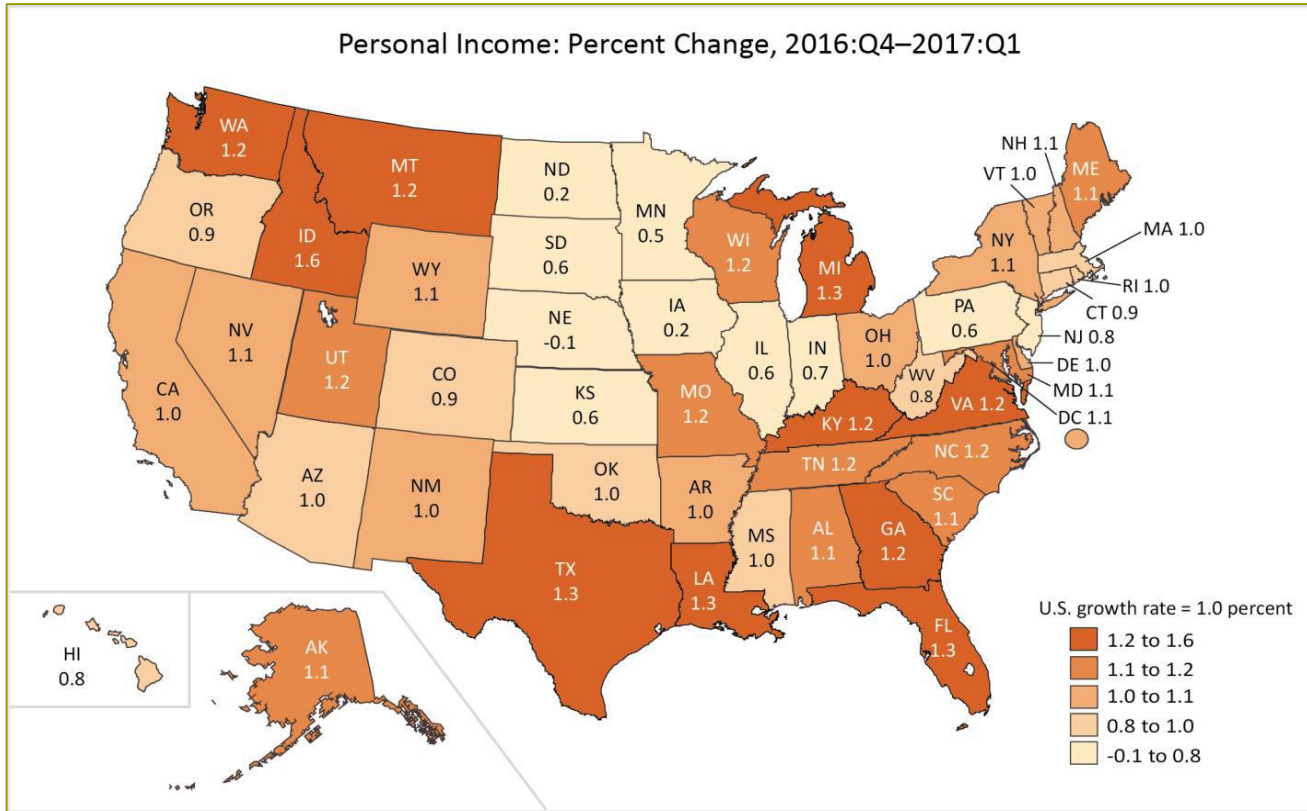 Personal Income: Percent Change, 2016:Q4–2017:Q1
WA
1.2
MT
1.2
ND
0.2
MN
0.5
NH 1.1
VT 1.0
ME
1.1
OR
0.9
ID
1.6
SD
0.6
WI
1.2
MI
1.3
NY
1.1
MA 1.0
RI 1.0
CT 0.9
WY
1.1
NE
-0.1
IA
0.2
PA
0.6
NJ 0.8
NV
1.1
UT
1.2
CO
0.9
KS
0.6
IL
0.6
IN
0.7
OH
1.0
WV
0.8
DE 1.0
MD 1.1
DC 1.1
CA
1.0
MO
1.2
KY 1.2
VA 1.2
AZ
1.0
NM
1.0
OK
1.0
AR
1.0
TN 1.2
NC 1.2
SC
1.1
TX
1.3
LA
1.3
MS
1.0
AL
1.1
GA
1.2
FL
1.3
HI
0.8
AK
1.1
U.S. growth rate = 1.0 percent
1.2 to 1.6
1.1 to 1.2
1.0 to 1.1
0.8 to 1.0
-0.1 to 0.8